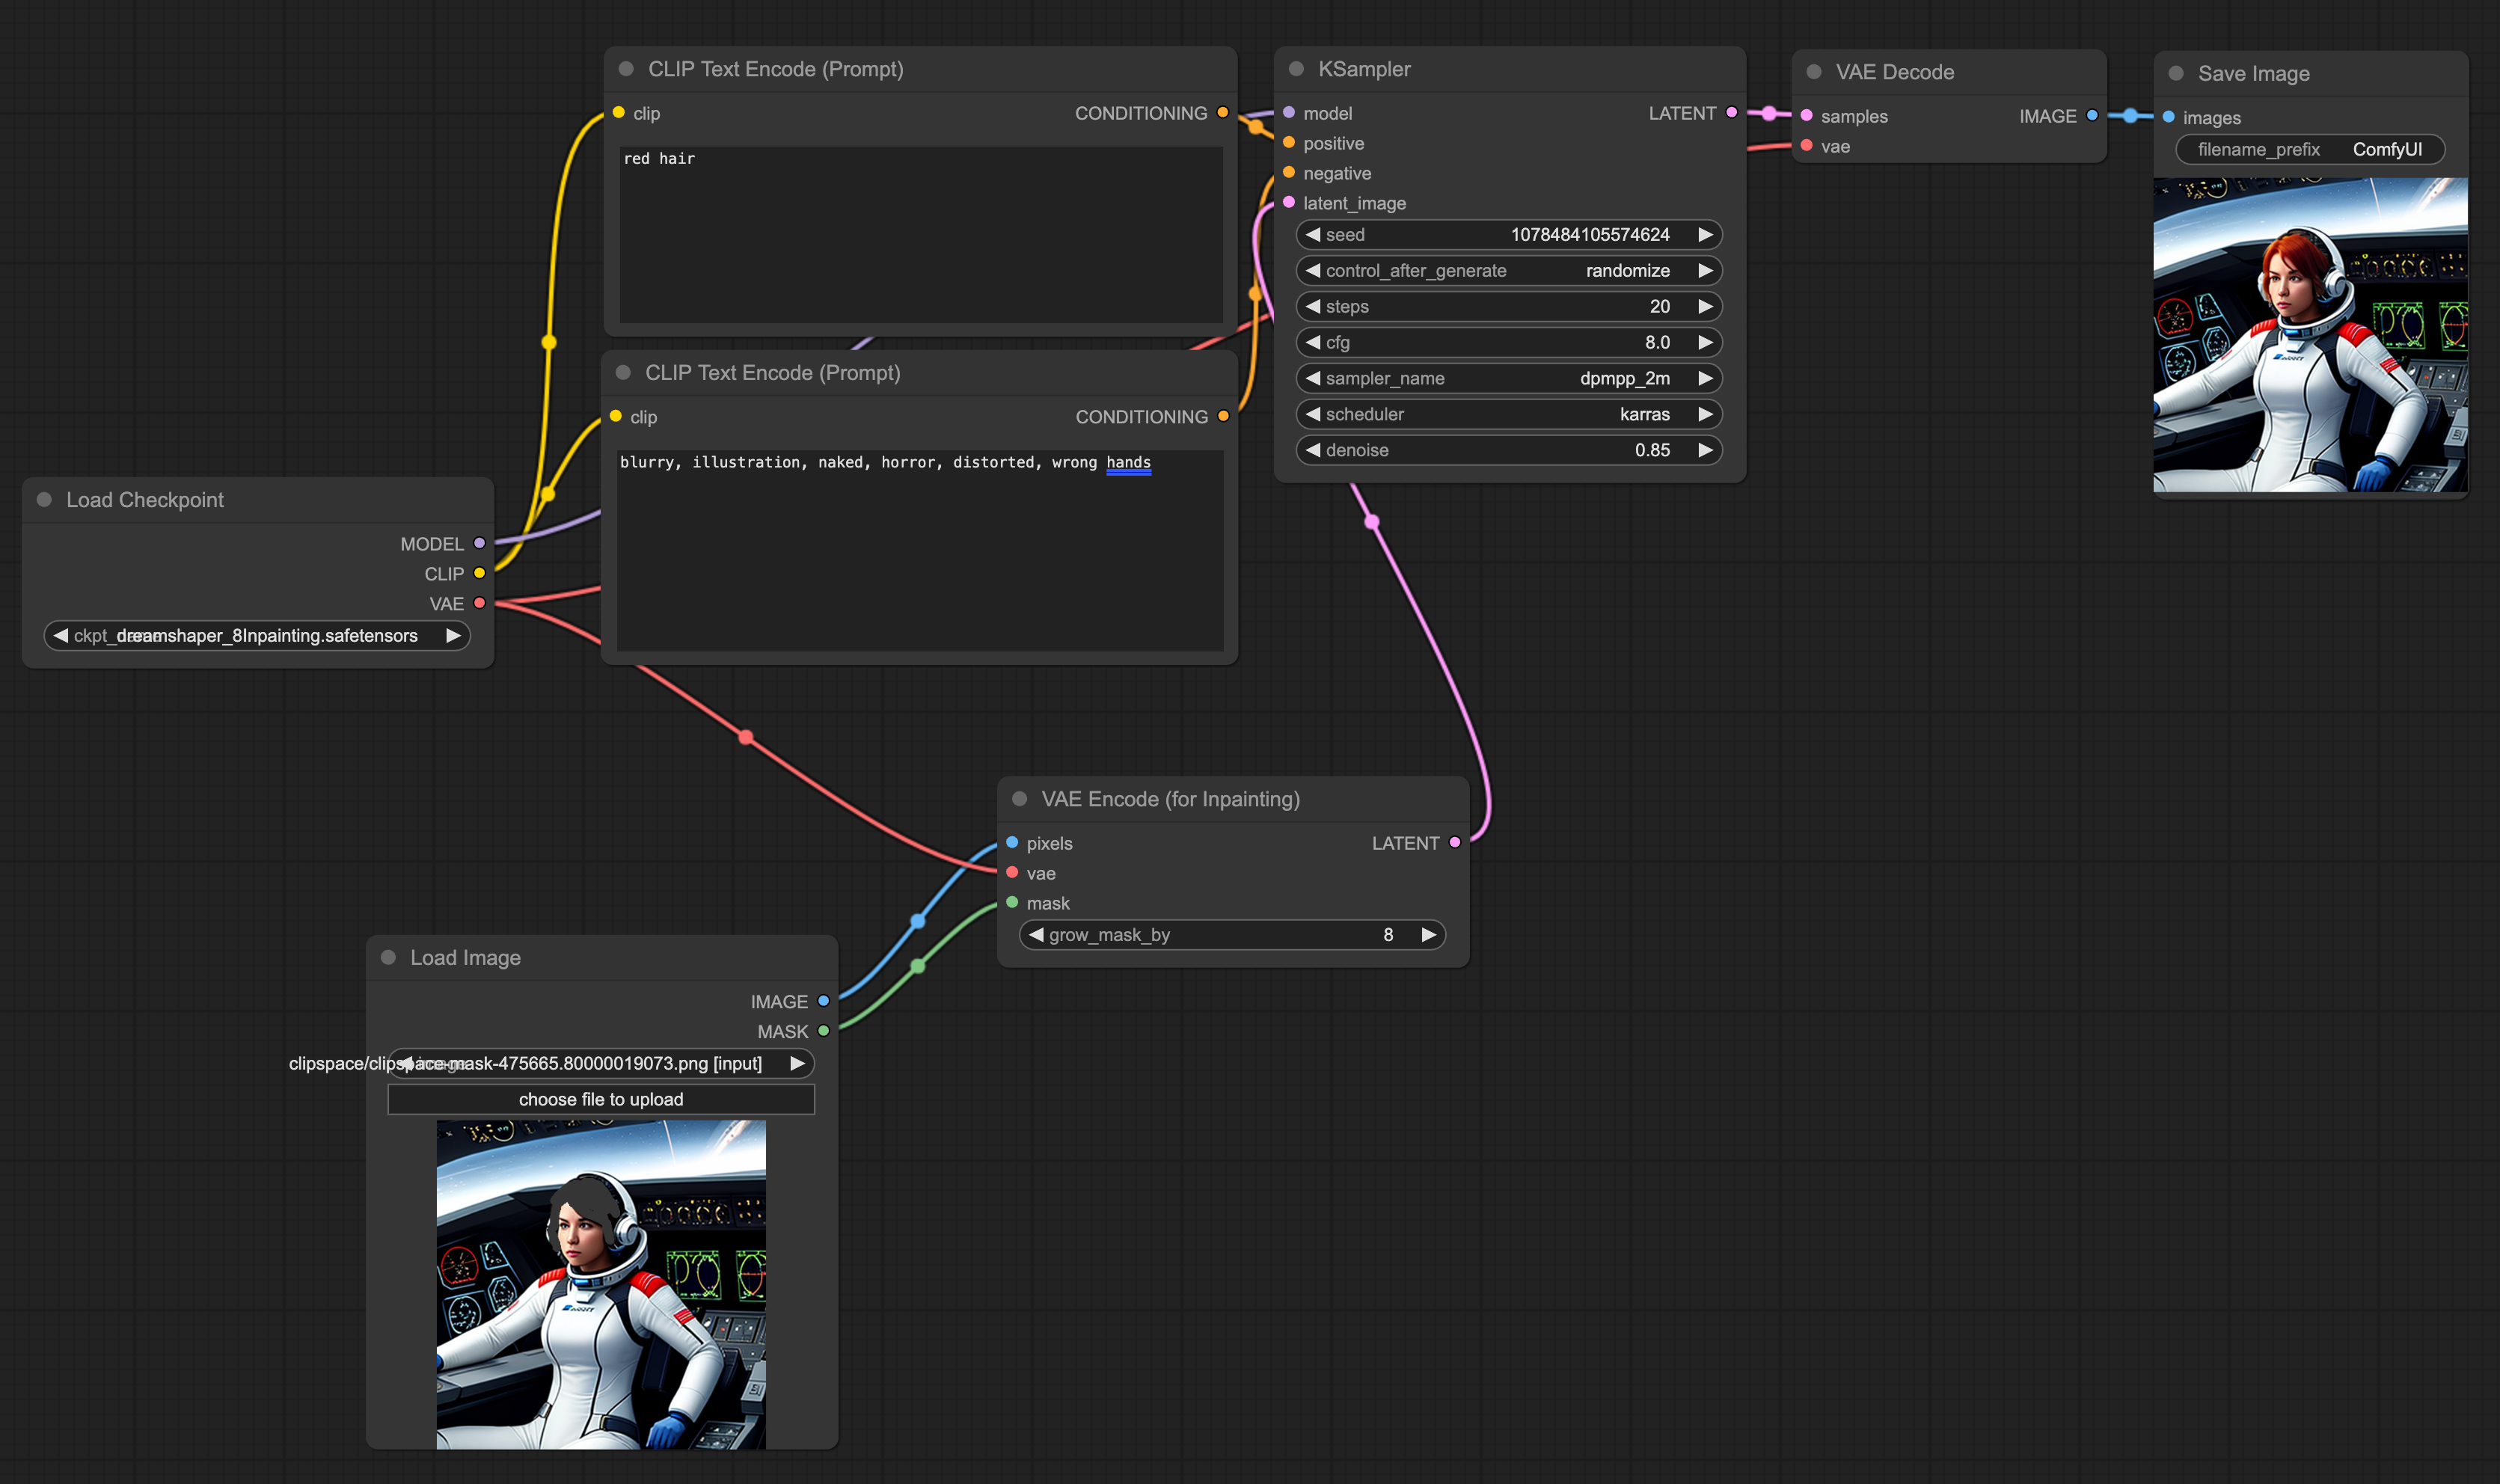 CLIP Text Encode (Prompt)
clip
CONDITIONING
red hair
CLIP Text Encode (Prompt)
clip
CONDITIONING
blurry, illustration, naked, horror, distorted, wrong hands
KSampler
model
LATENT
positive
negative
latent_image
seed 1078484105574624
control_after_generate randomize
steps 20
cfg 8.0
sampler_name dpmpp_2m
scheduler karras
denoise 0.85
VAE Decode
samples
IMAGE
vae
Save Image
images
filename_prefix ComfyUI
Load Checkpoint
MODEL
CLIP
VAE
dreamshaper_8Inpainting.safetensors
VAE Encode (for Inpainting)
pixels
LATENT
vae
mask
grow_mask_by 8
Load Image
IMAGE
MASK
clipspace/clipspace-mask-475665.80000019073.png [input]
choose file to upload